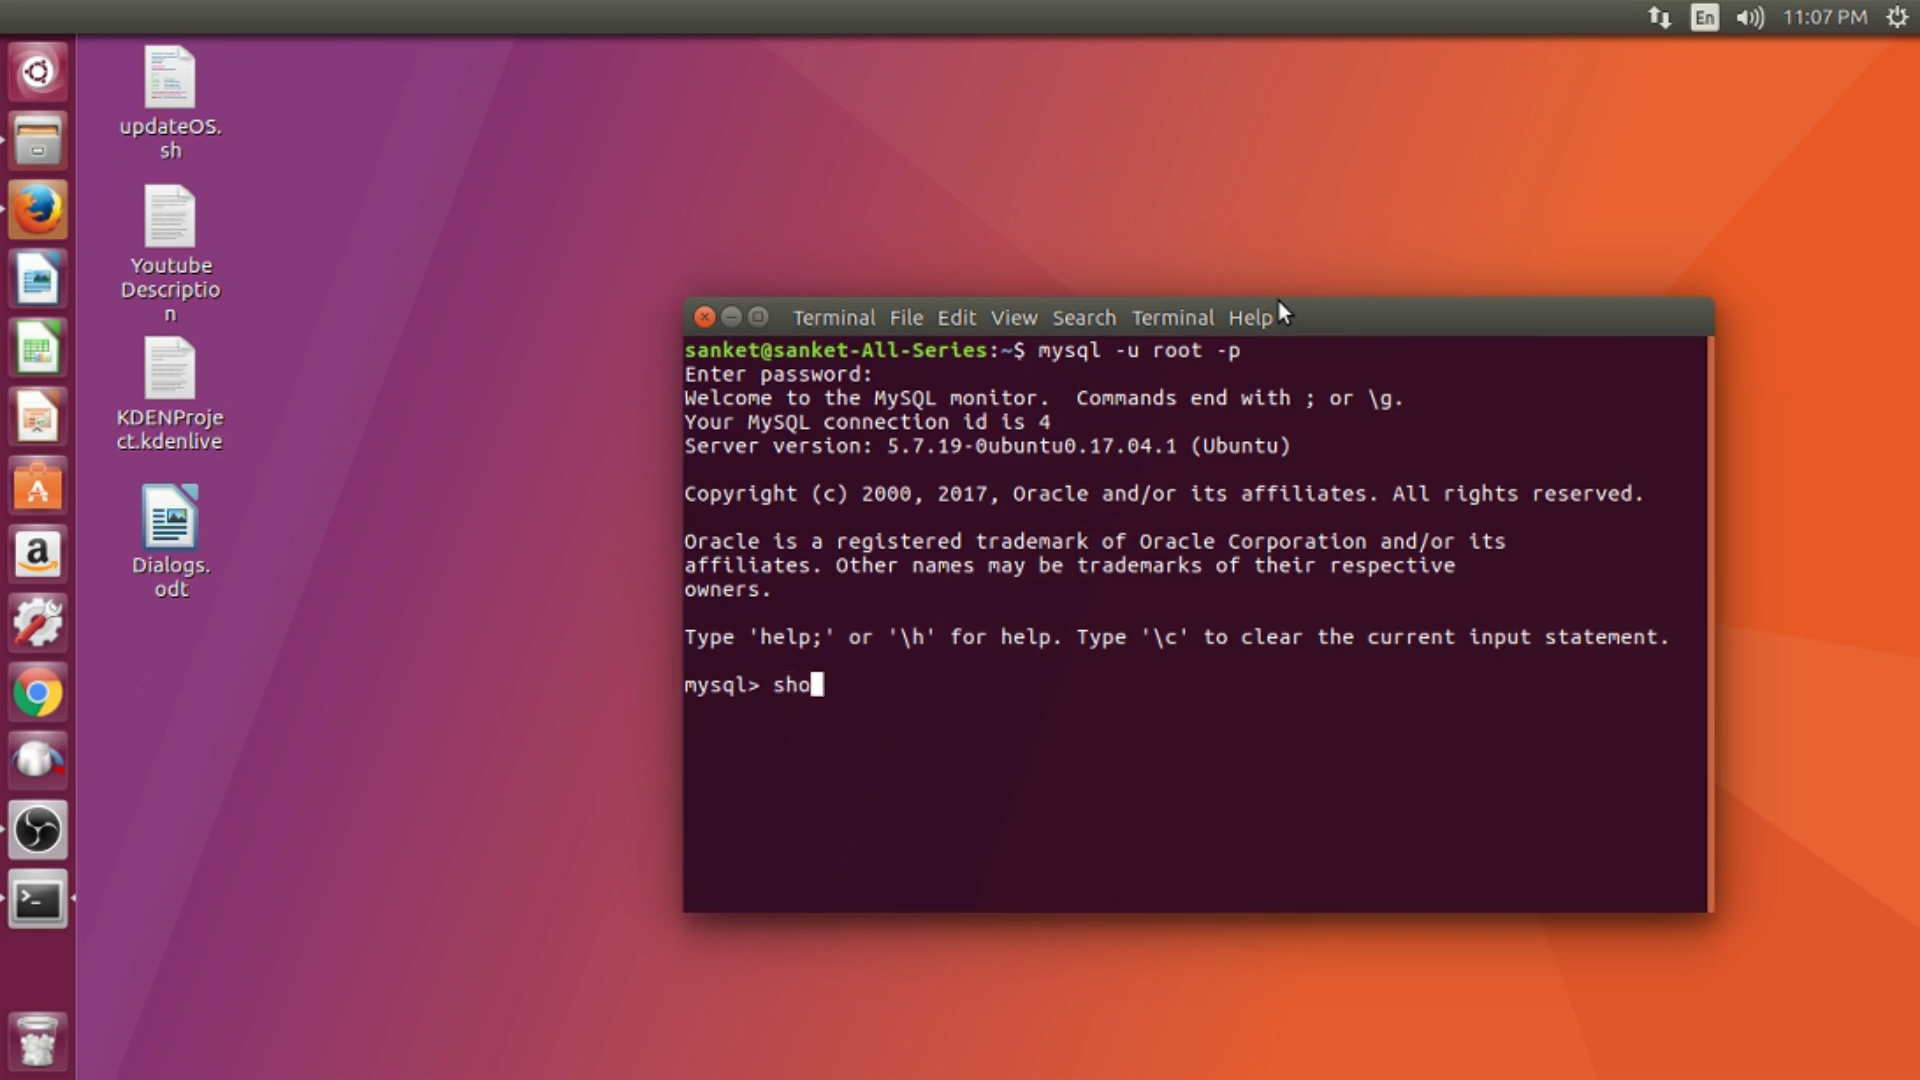 En 11:07 PM
updateOS.
sh
Youtube
Descriptio
n
KDENProje
ct.kdenlive
Dialogs.
odt
Terminal File Edit View Search Terminal Help
sanket@sanket-All-Series:~$ mysql -u root -p
Enter password:
Welcome to the MySQL monitor.  Commands end with ; or \g.
Your MySQL connection id is 4
Server version: 5.7.19-0ubuntu0.17.04.1 (Ubuntu)
Copyright (c) 2000, 2017, Oracle and/or its affiliates. All rights reserved.
Oracle is a registered trademark of Oracle Corporation and/or its
affiliates. Other names may be trademarks of their respective
owners.
Type 'help;' or '\h' for help. Type '\c' to clear the current input statement.
mysql> sho